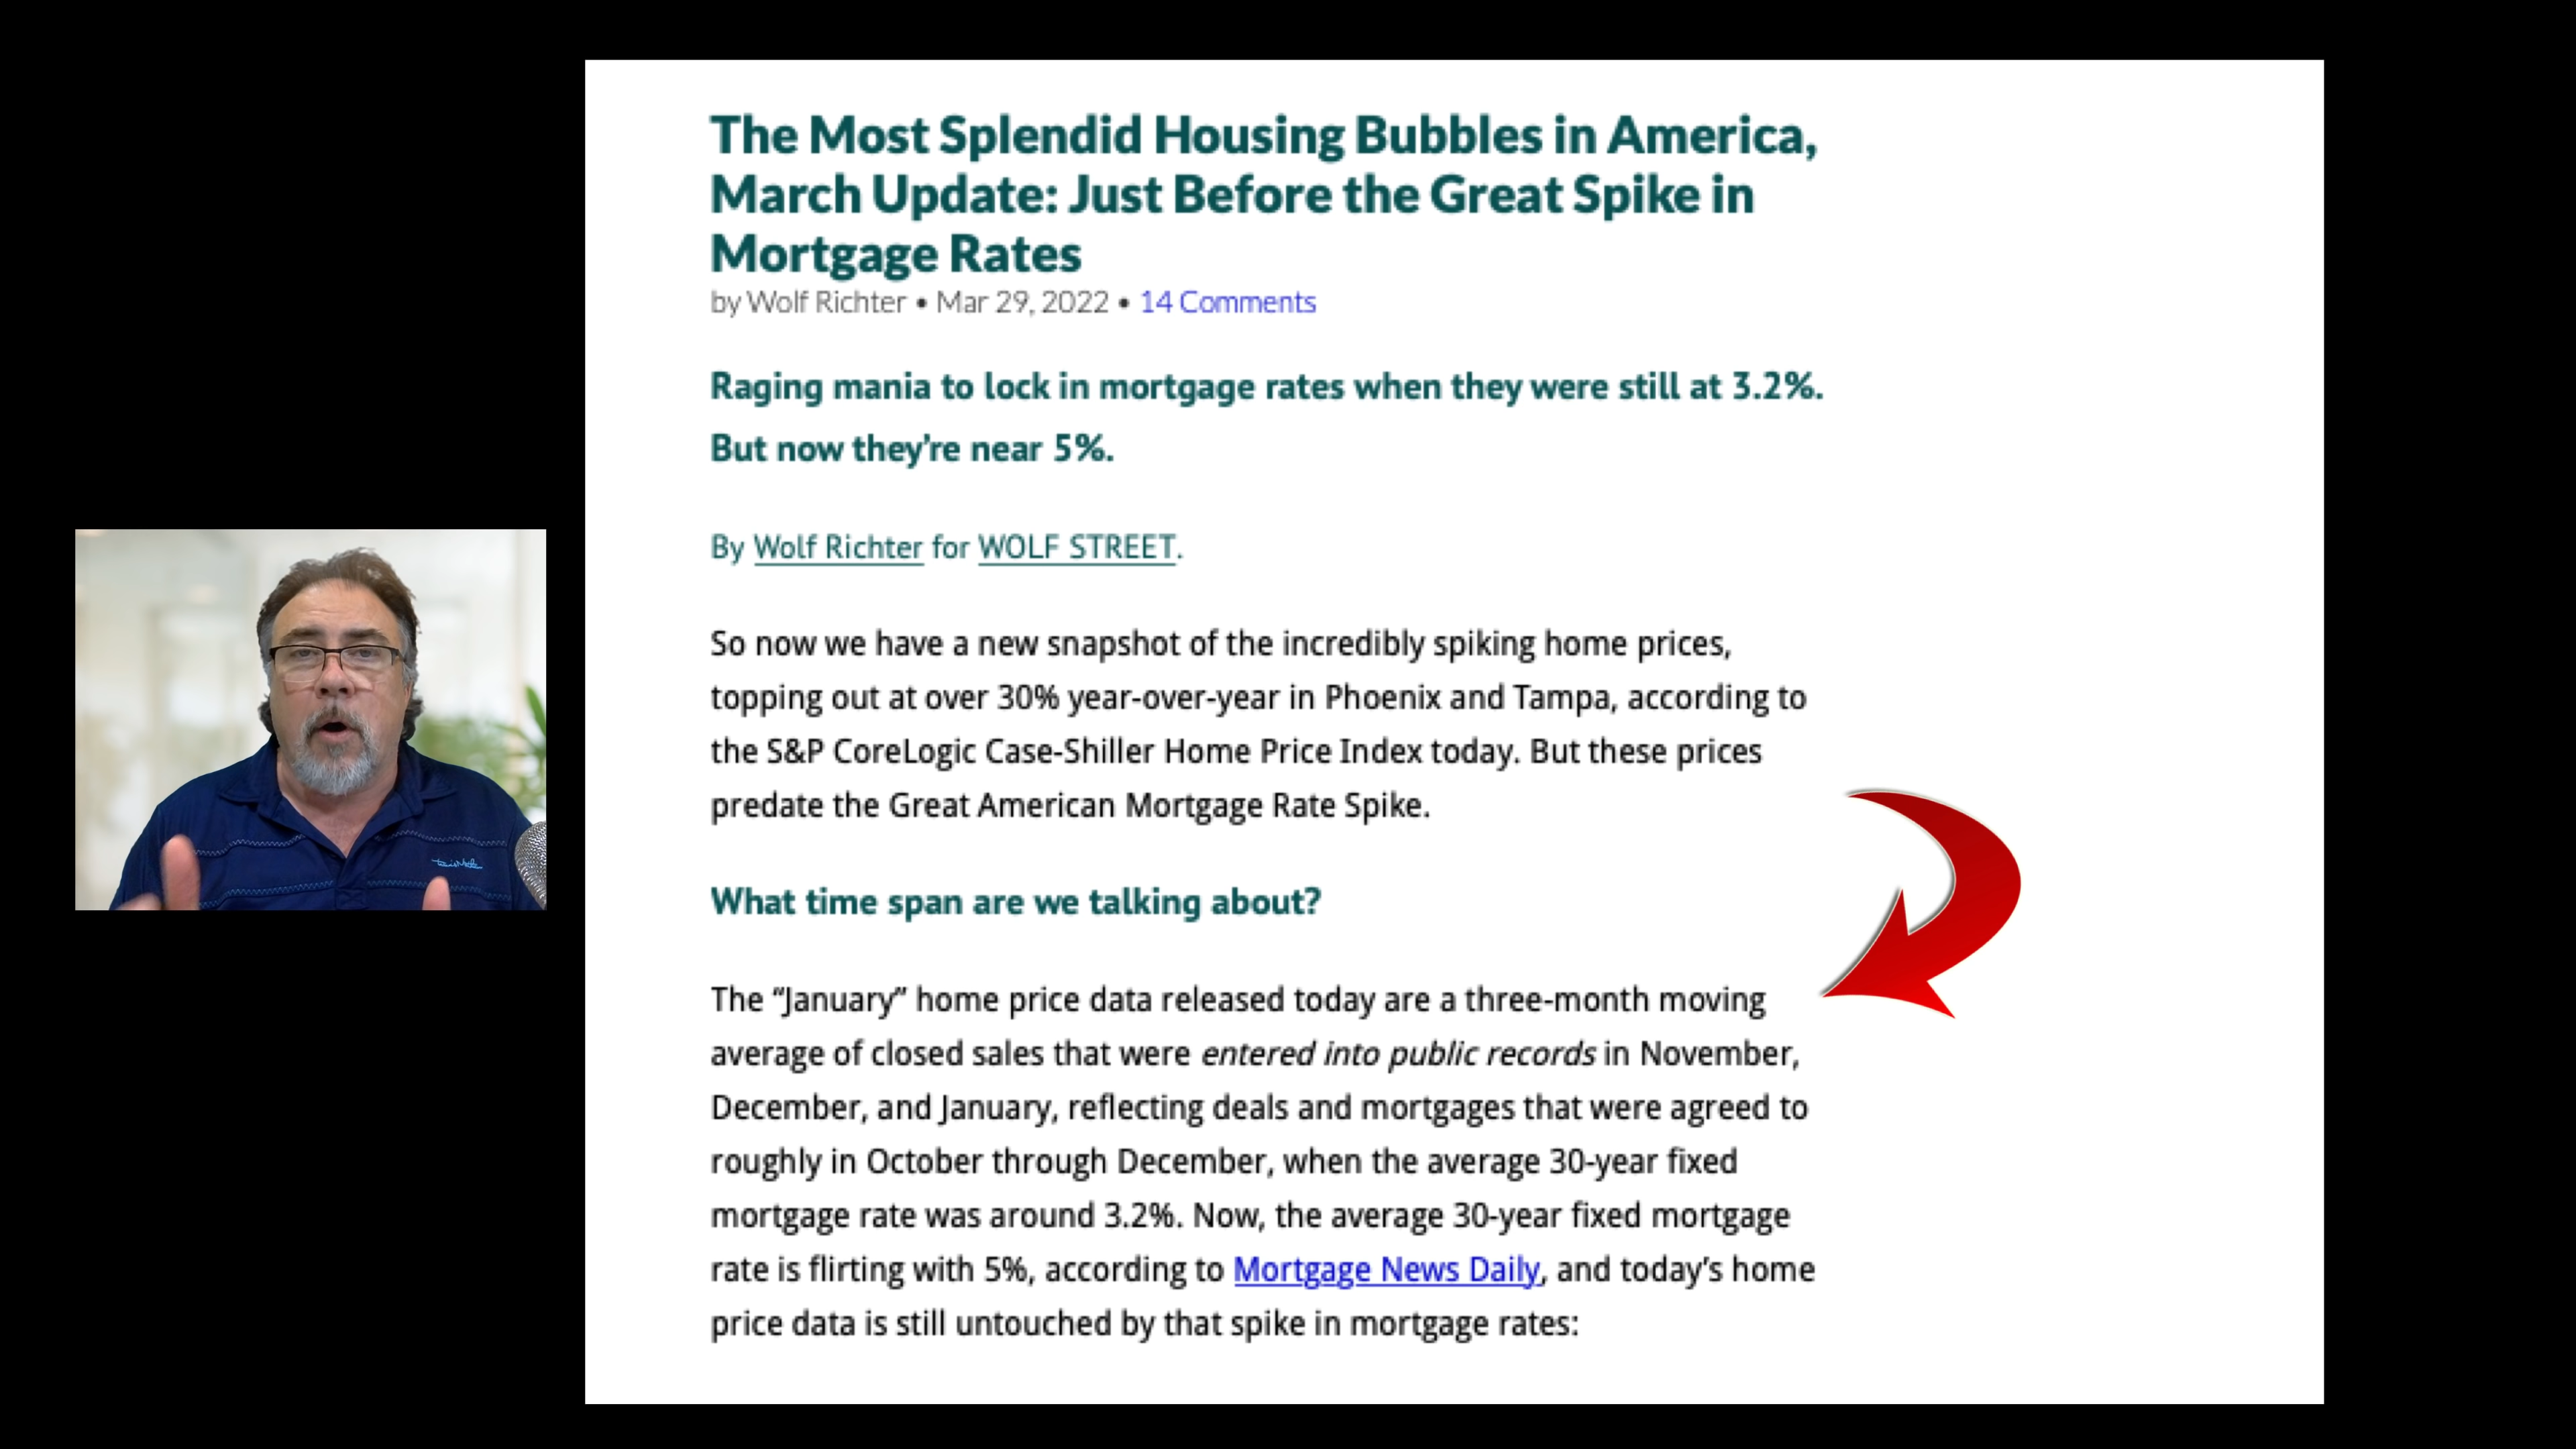 The Most Splendid Housing Bubbles in America,
March Update: Just Before the Great Spike in
Mortgage Rates
by Wolf Richter • Mar 29, 2022 • 14 Comments
Raging mania to lock in mortgage rates when they were still at 3.2%.
But now they’re near 5%.
By Wolf Richter for WOLF STREET.
So now we have a new snapshot of the incredibly spiking home prices,
topping out at over 30% year-over-year in Phoenix and Tampa, according to
the S&P CoreLogic Case-Shiller Home Price Index today. But these prices
predate the Great American Mortgage Rate Spike.
What time span are we talking about?
The “January” home price data released today are a three-month moving
average of closed sales that were entered into public records in November,
December, and January, reflecting deals and mortgages that were agreed to
roughly in October through December, when the average 30-year fixed
mortgage rate was around 3.2%. Now, the average 30-year fixed mortgage
rate is flirting with 5%, according to Mortgage News Daily, and today’s home
price data is still untouched by that spike in mortgage rates: